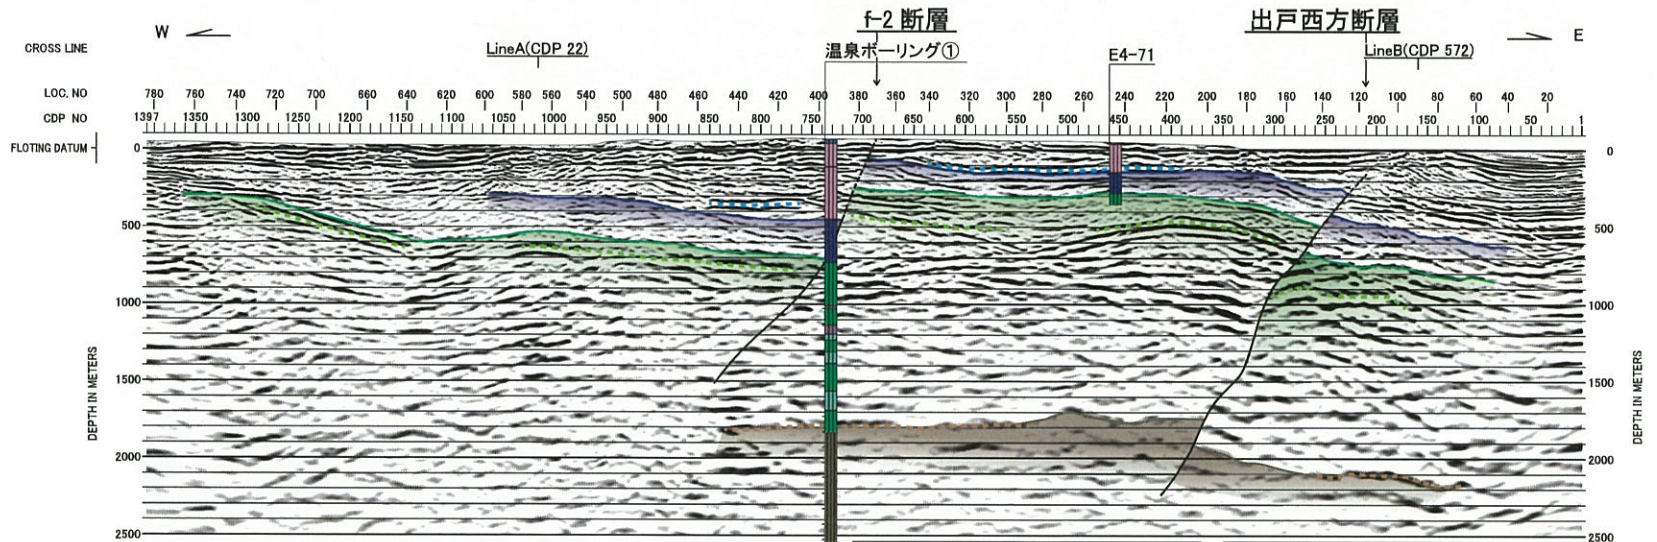 f-2 断層
出戸西方断層
W
E
CROSS LINE
LineA(CDP 22)
温泉ボーリング①
E4-71
LineB(CDP 572)
LOC. NO
780 760 740 720 700 660 640 620 600 580 560 540 500 480 460 440 420 400 380 360 340 320 300 280 260 240 220 200 180 160 140 120 100 80 60 40 20
CDP NO
1397 1350 1300 1250 1200 1150 1100 1050 1000 950 900 850 800 750 700 650 600 550 500 450 400 350 300 250 200 150 100 50 1
FLOTING DATUM
0
0
500
500
1000
1000
DEPTH IN METERS
DEPTH IN METERS
1500
1500
2000
2000
2500
2500